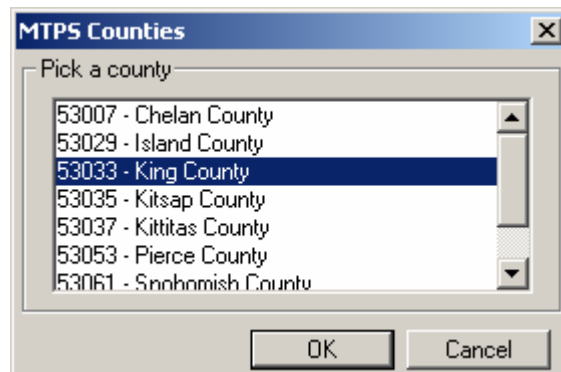 MTPS Counties
Pick a county
53007 - Chelan County
53029 - Island County
53033 - King County
53035 - Kitsap County
53037 - Kittitas County
53053 - Pierce County
53061 - Snohomish County
OK Cancel